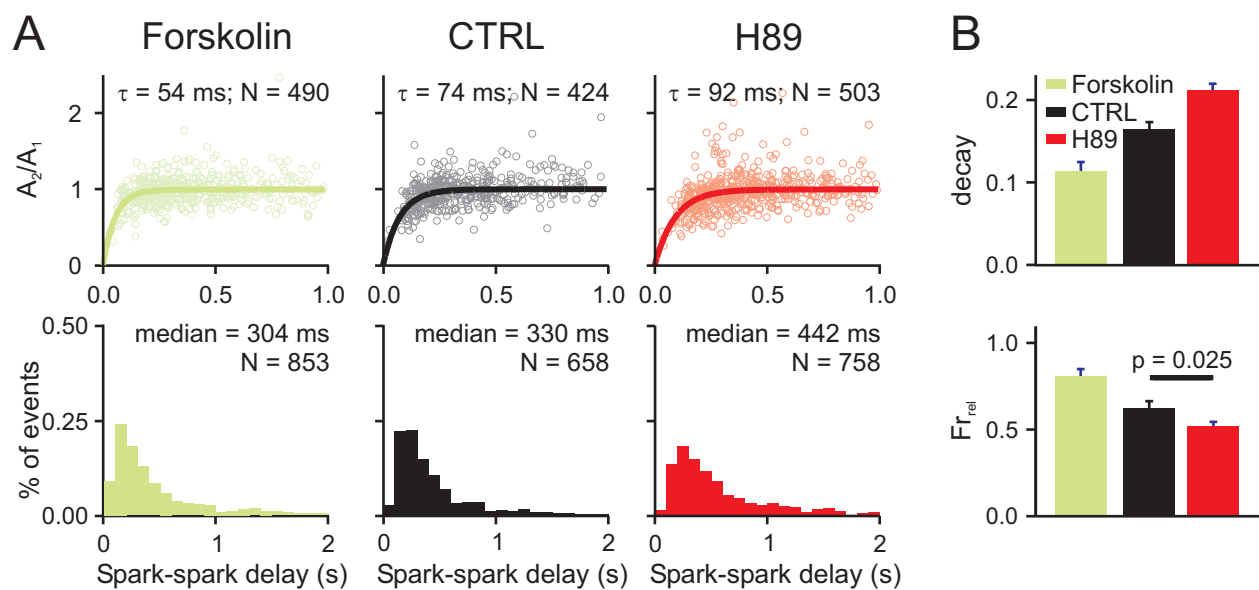 A
Forskolin
CTRL
H89
B
τ = 54 ms; N = 490
τ = 74 ms; N = 424
τ = 92 ms; N = 503
A2/A1
2
1
0
0.0 0.5 1.0
0.0 0.5 1.0
0.0 0.5 1.0
Forskolin
CTRL
H89
decay
0.2
0.1
0.0
median = 304 ms
N = 853
median = 330 ms
N = 658
median = 442 ms
N = 758
% of events
0.50
0.25
0.00
0 1 2
0 1 2
0 1 2
Spark-spark delay (s)
Spark-spark delay (s)
Spark-spark delay (s)
p = 0.025
Frrel
1.0
0.5
0.0